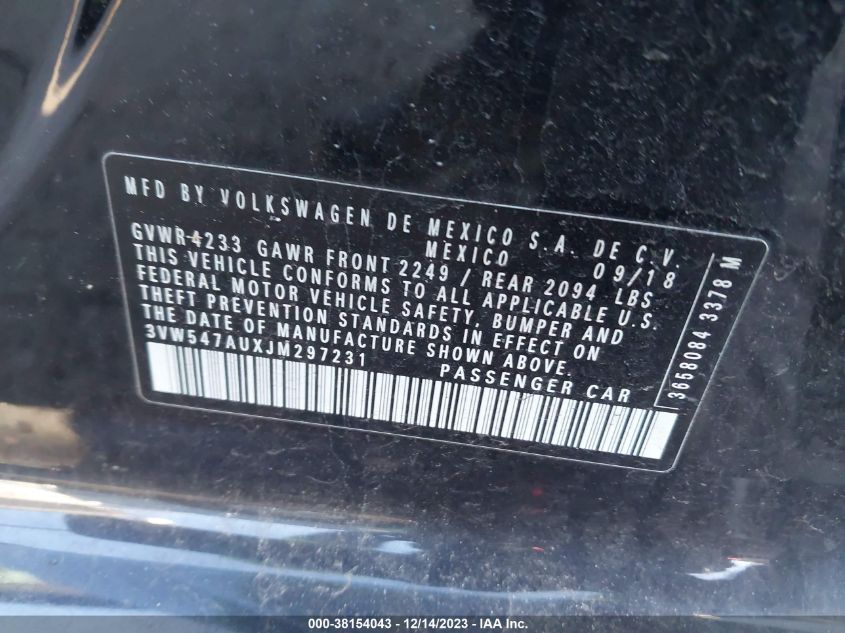 MFD BY VOLKSWAGEN DE MEXICO S.A. DE C.V.
MEXICO 09/18
GVWR 4233 GAWR FRONT 2249 / REAR 2094 LBS
THIS VEHICLE CONFORMS TO ALL APPLICABLE U.S.
FEDERAL MOTOR VEHICLE SAFETY, BUMPER AND
THEFT PREVENTION STANDARDS IN EFFECT ON
THE DATE OF MANUFACTURE SHOWN ABOVE.
3VW547AUXJM297231 PASSENGER CAR
3658084 3378 M
000-38154043 - 12/14/2023 - IAA Inc.